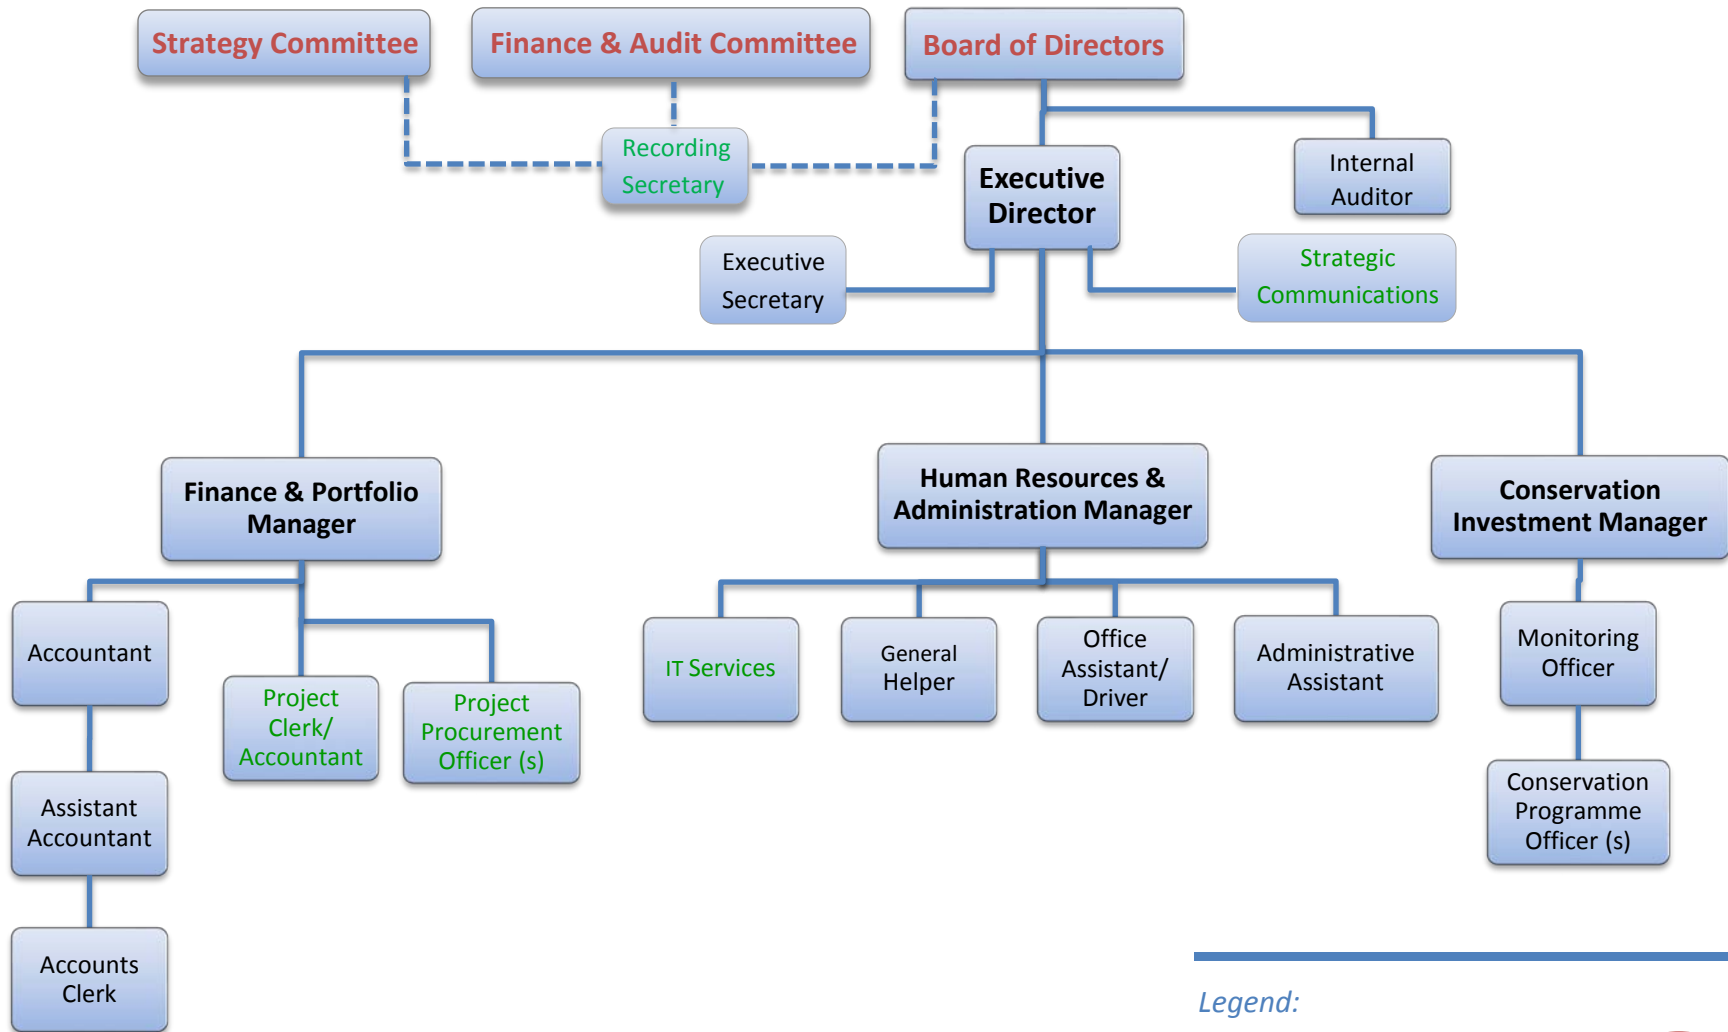 Strategy Committee
Finance & Audit Committee
Board of Directors
Recording
Secretary
Executive
Director
Internal
Auditor
Executive
Secretary
Strategic
Communications
Finance & Portfolio
Manager
Human Resources &
Administration Manager
Conservation
Investment Manager
Accountant
Project
Clerk/
Accountant
Project
Procurement
Officer (s)
IT Services
General
Helper
Office
Assistant/
Driver
Administrative
Assistant
Monitoring
Officer
Assistant
Accountant
Conservation
Programme
Officer (s)
Accounts
Clerk
Legend: